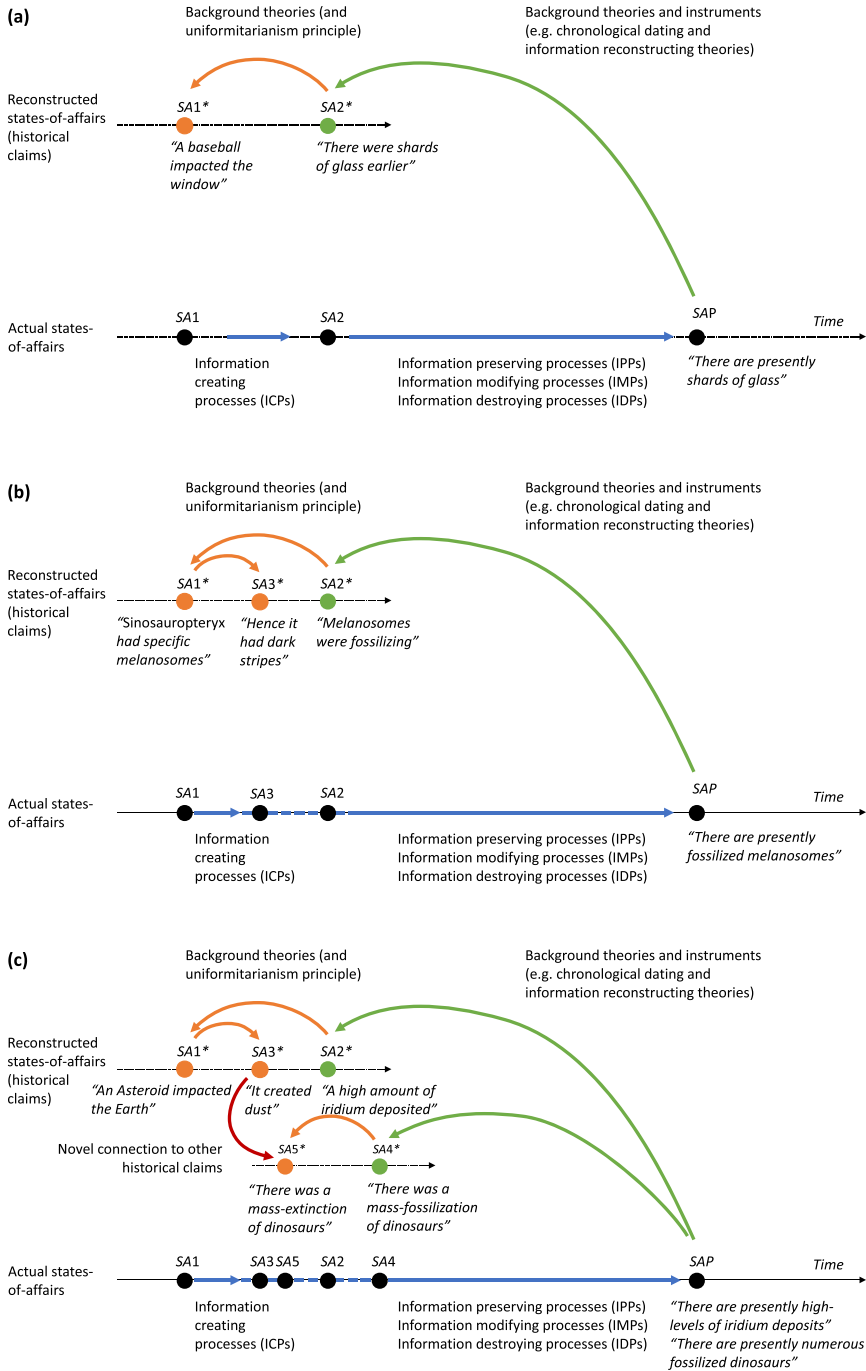 (a)
Background theories (and
uniformitarianism principle)
Background theories and instruments
(e.g. chronological dating and
information reconstructing theories)
Reconstructed
states-of-affairs
(historical
claims)
SA1*
SA2*
“A baseball
impacted the
window”
“There were shards
of glass earlier”
Actual states-
of-affairs
SA1
SA2
SAP
Time
Information
creating
processes (ICPs)
Information preserving processes (IPPs)
Information modifying processes (IMPs)
Information destroying processes (IDPs)
“There are presently
shards of glass”
(b)
Background theories (and
uniformitarianism principle)
Background theories and instruments
(e.g. chronological dating and
information reconstructing theories)
Reconstructed
states-of-affairs
(historical
claims)
SA1*
SA3*
SA2*
“Sinosauropteryx
had specific
melanosomes”
“Hence it
had dark
stripes”
“Melanosomes
were fossilizing”
Actual states-
of-affairs
SA1
SA3
SA2
SAP
Time
Information
creating
processes (ICPs)
Information preserving processes (IPPs)
Information modifying processes (IMPs)
Information destroying processes (IDPs)
“There are presently
fossilized melanosomes”
(c)
Background theories (and
uniformitarianism principle)
Background theories and instruments
(e.g. chronological dating and
information reconstructing theories)
Reconstructed
states-of-affairs
(historical
claims)
SA1*
SA3*
SA2*
“An Asteroid impacted
the Earth”
“It created
dust”
“A high amount of
iridium deposited”
Novel connection to other
historical claims
SA5*
SA4*
“There was a
mass-extinction
of dinosaurs”
“There was a
mass-fossilization
of dinosaurs”
Actual states-
of-affairs
SA1
SA3
SA5
SA2
SA4
SAP
Time
Information
creating
processes (ICPs)
Information preserving processes (IPPs)
Information modifying processes (IMPs)
Information destroying processes (IDPs)
“There are presently high-
levels of iridium deposits”
“There are presently numerous
fossilized dinosaurs”